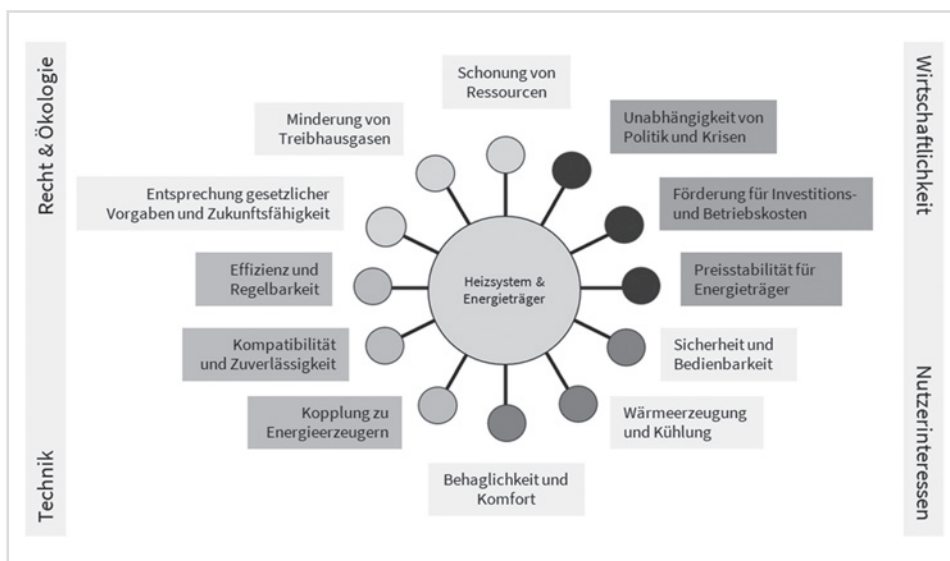 Recht & Ökologie
Technik
Schonung von
Ressourcen
Minderung von
Treibhausgasen
Entsprechung gesetzlicher
Vorgaben und Zukunftsfähigkeit
Effizienz und
Regelbarkeit
Kompatibilität
und Zuverlässigkeit
Kopplung zu
Energieerzeugern
Behaglichkeit und
Komfort
Heizsystem &
Energieträger
Unabhängigkeit von
Politik und Krisen
Förderung für Investitions-
und Betriebskosten
Preisstabilität für
Energieträger
Sicherheit und
Bedienbarkeit
Wärmeerzeugung
und Kühlung
Wirtschaftlichkeit
Nutzerinteressen